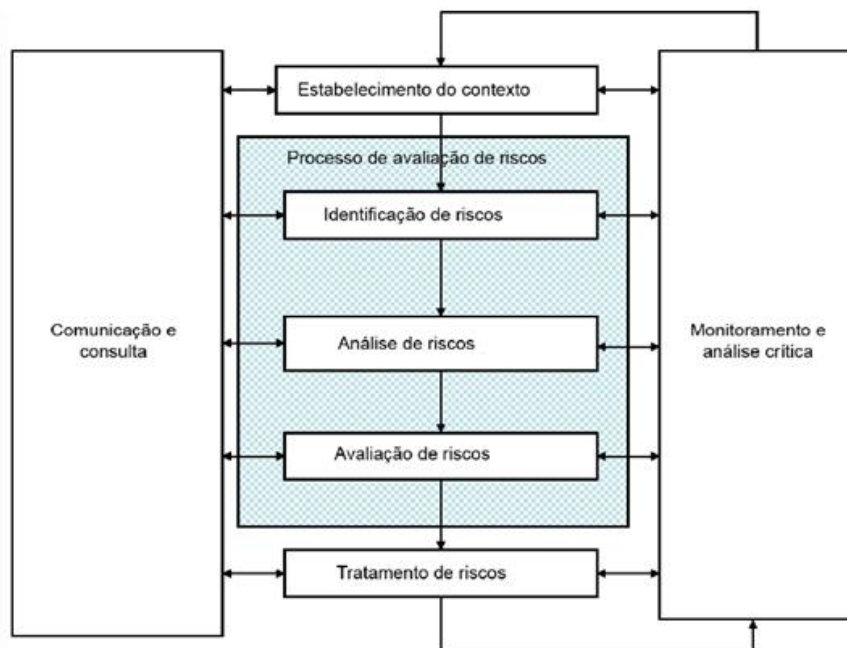 Estabelecimento do contexto
Processo de avaliação de riscos
Identificação de riscos
Comunicação e
consulta
Análise de riscos
Monitoramento e
análise crítica
Avaliação de riscos
Tratamento de riscos